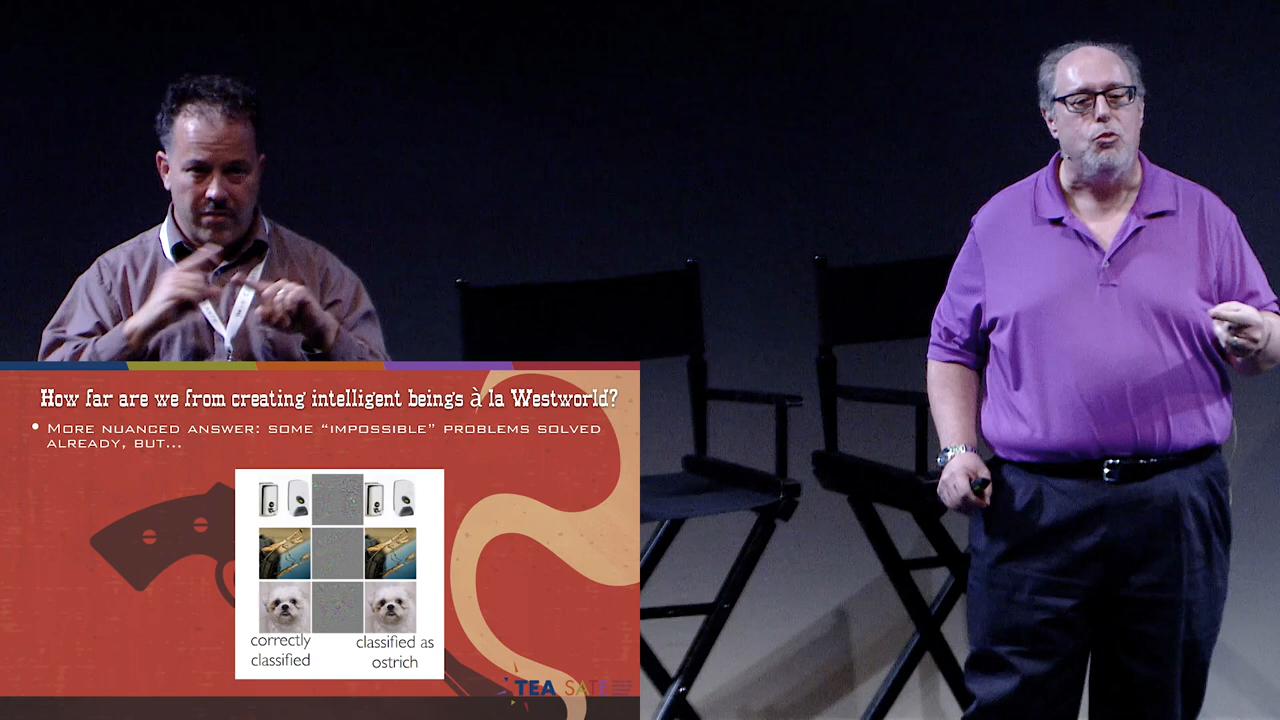 How far are we from creating intelligent beings à la Westworld?
• MORE NUANCED ANSWER: SOME “IMPOSSIBLE” PROBLEMS SOLVED
ALREADY, BUT...
correctly
classified
classified as
ostrich
TEA SATE